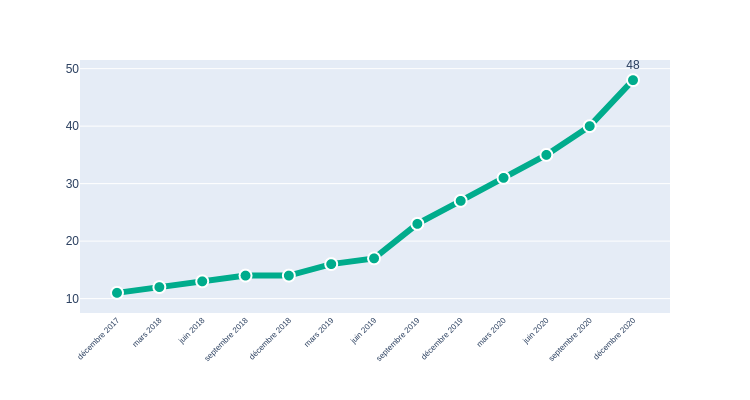 48
50
40
30
20
10
décembre 2017
mars 2018
juin 2018
septembre 2018
décembre 2018
mars 2019
juin 2019
septembre 2019
décembre 2019
mars 2020
juin 2020
septembre 2020
décembre 2020